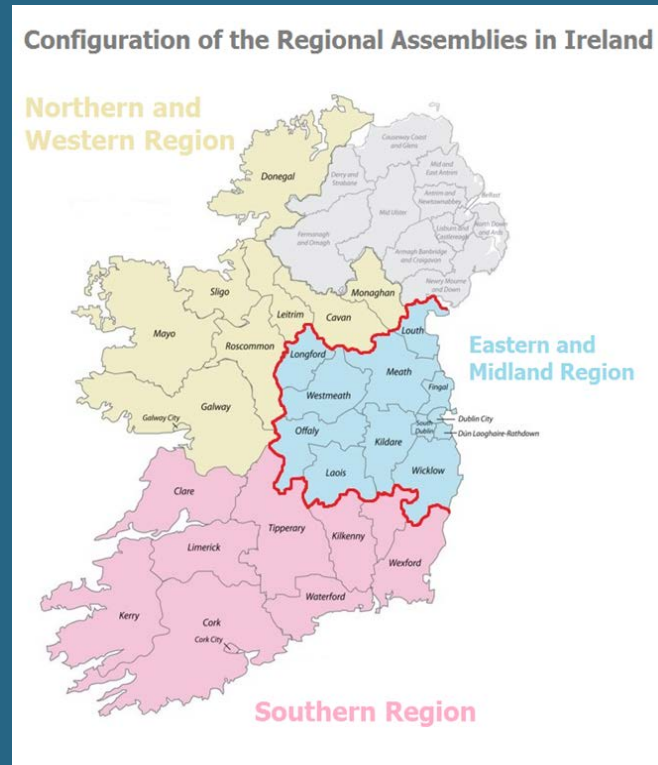 Configuration of the Regional Assemblies in Ireland
Northern and
Western Region
Causeway Coast
and Glens
Donegal
Derry and
Strabane
Mid and
East Antrim
Antrim and
Newtownabbey
Belfast
Mid Ulster
North Down
and Ards
Lisburn and
Castlereagh
Fermanagh and Omagh
Armagh Banbridge
and Craigavon
Newry Mourne
and Down
Sligo
Monaghan
Leitrim
Cavan
Mayo
Roscommon
Louth
Longford
Eastern and
Midland Region
Meath
Westmeath
Fingal
Galway
Galway City
Dublin City
South
Dublin
Dún Laoghaire-Rathdown
Offaly
Kildare
Laois
Wicklow
Clare
Tipperary
Kilkenny
Limerick
Wexford
Waterford
Kerry
Cork
Cork City
Southern Region